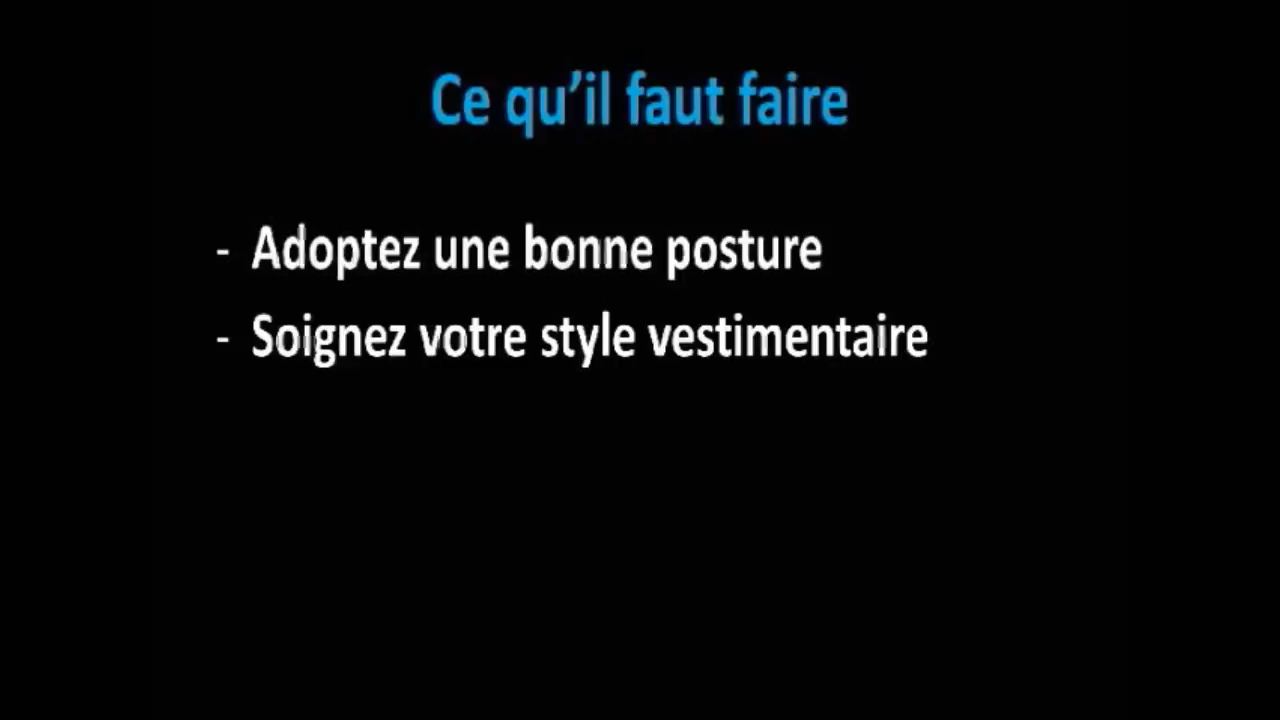 Ce qu’il faut faire
- Adoptez une bonne posture
- Soignez votre style vestimentaire